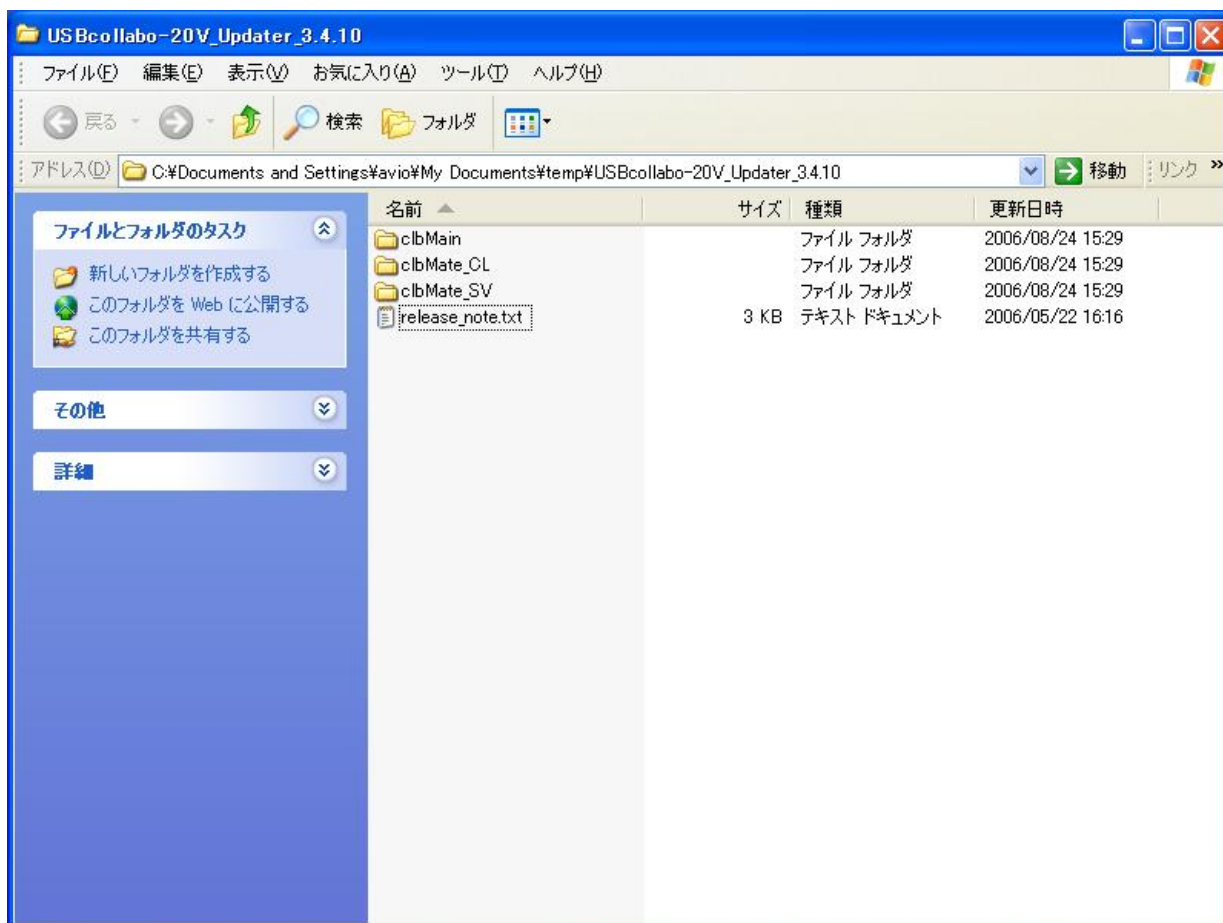 USBcollabo-20V_Updater_3.4.10
ファイル(F) 編集(E) 表示(V) お気に入り(A) ツール(T) ヘルプ(H)
戻る 検索 フォルダ
アドレス(D) C:¥Documents and Settings¥avio¥My Documents¥temp¥USBcollabo-20V_Updater_3.4.10 移動 リンク »
ファイルとフォルダのタスク
新しいフォルダを作成する
このフォルダを Web に公開する
このフォルダを共有する
その他
詳細
名前 サイズ 種類 更新日時
clbMain ファイル フォルダ 2006/08/24 15:29
clbMate_CL ファイル フォルダ 2006/08/24 15:29
clbMate_SV ファイル フォルダ 2006/08/24 15:29
release_note.txt 3 KB テキスト ドキュメント 2006/05/22 16:16